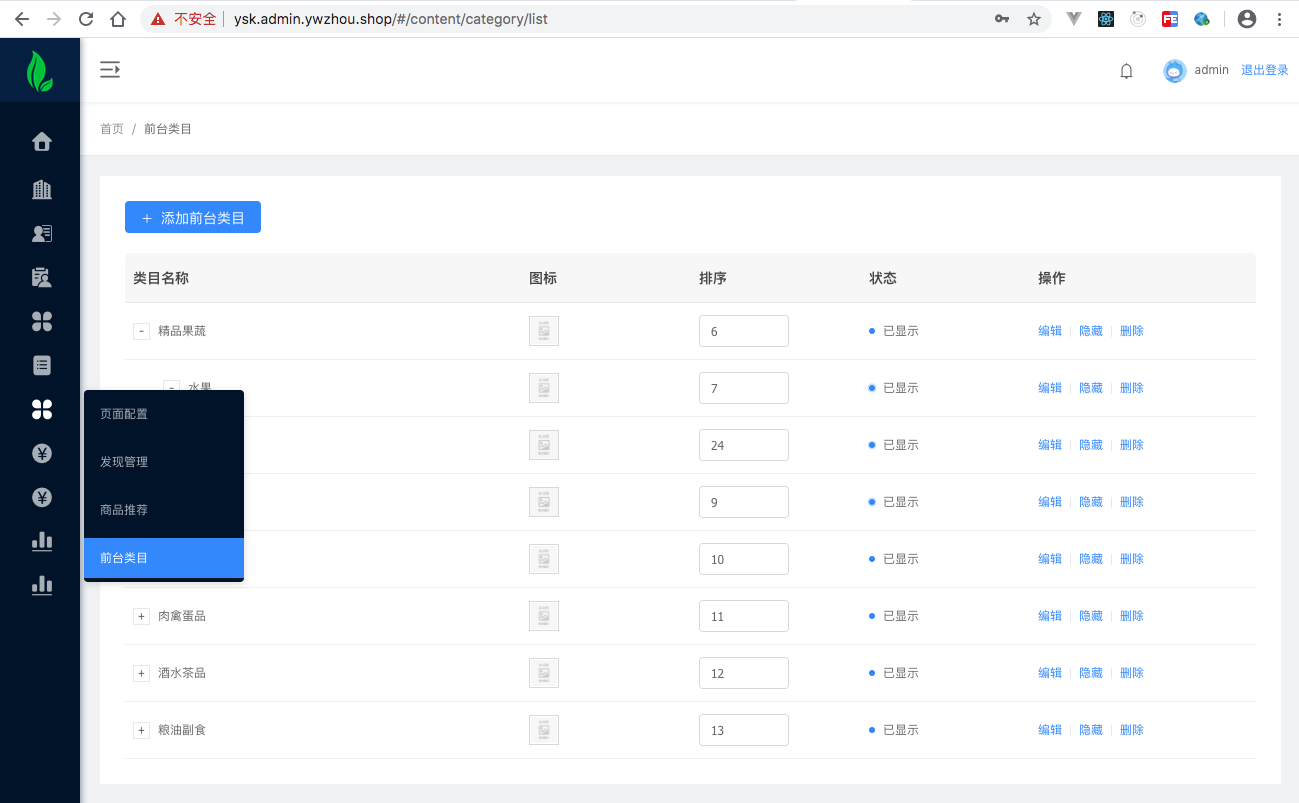 不安全 ysk.admin.ywzhou.shop/#/content/category/list
admin 退出登录
首页 / 前台类目
+ 添加前台类目
类目名称 图标 排序 状态 操作
- 精品果蔬 6 已显示 编辑 隐藏 删除
- 水果 7 已显示 编辑 隐藏 删除
24 已显示 编辑 隐藏 删除
9 已显示 编辑 隐藏 删除
10 已显示 编辑 隐藏 删除
+ 肉禽蛋品 11 已显示 编辑 隐藏 删除
+ 酒水茶品 12 已显示 编辑 隐藏 删除
+ 粮油副食 13 已显示 编辑 隐藏 删除
页面配置
发现管理
商品推荐
前台类目